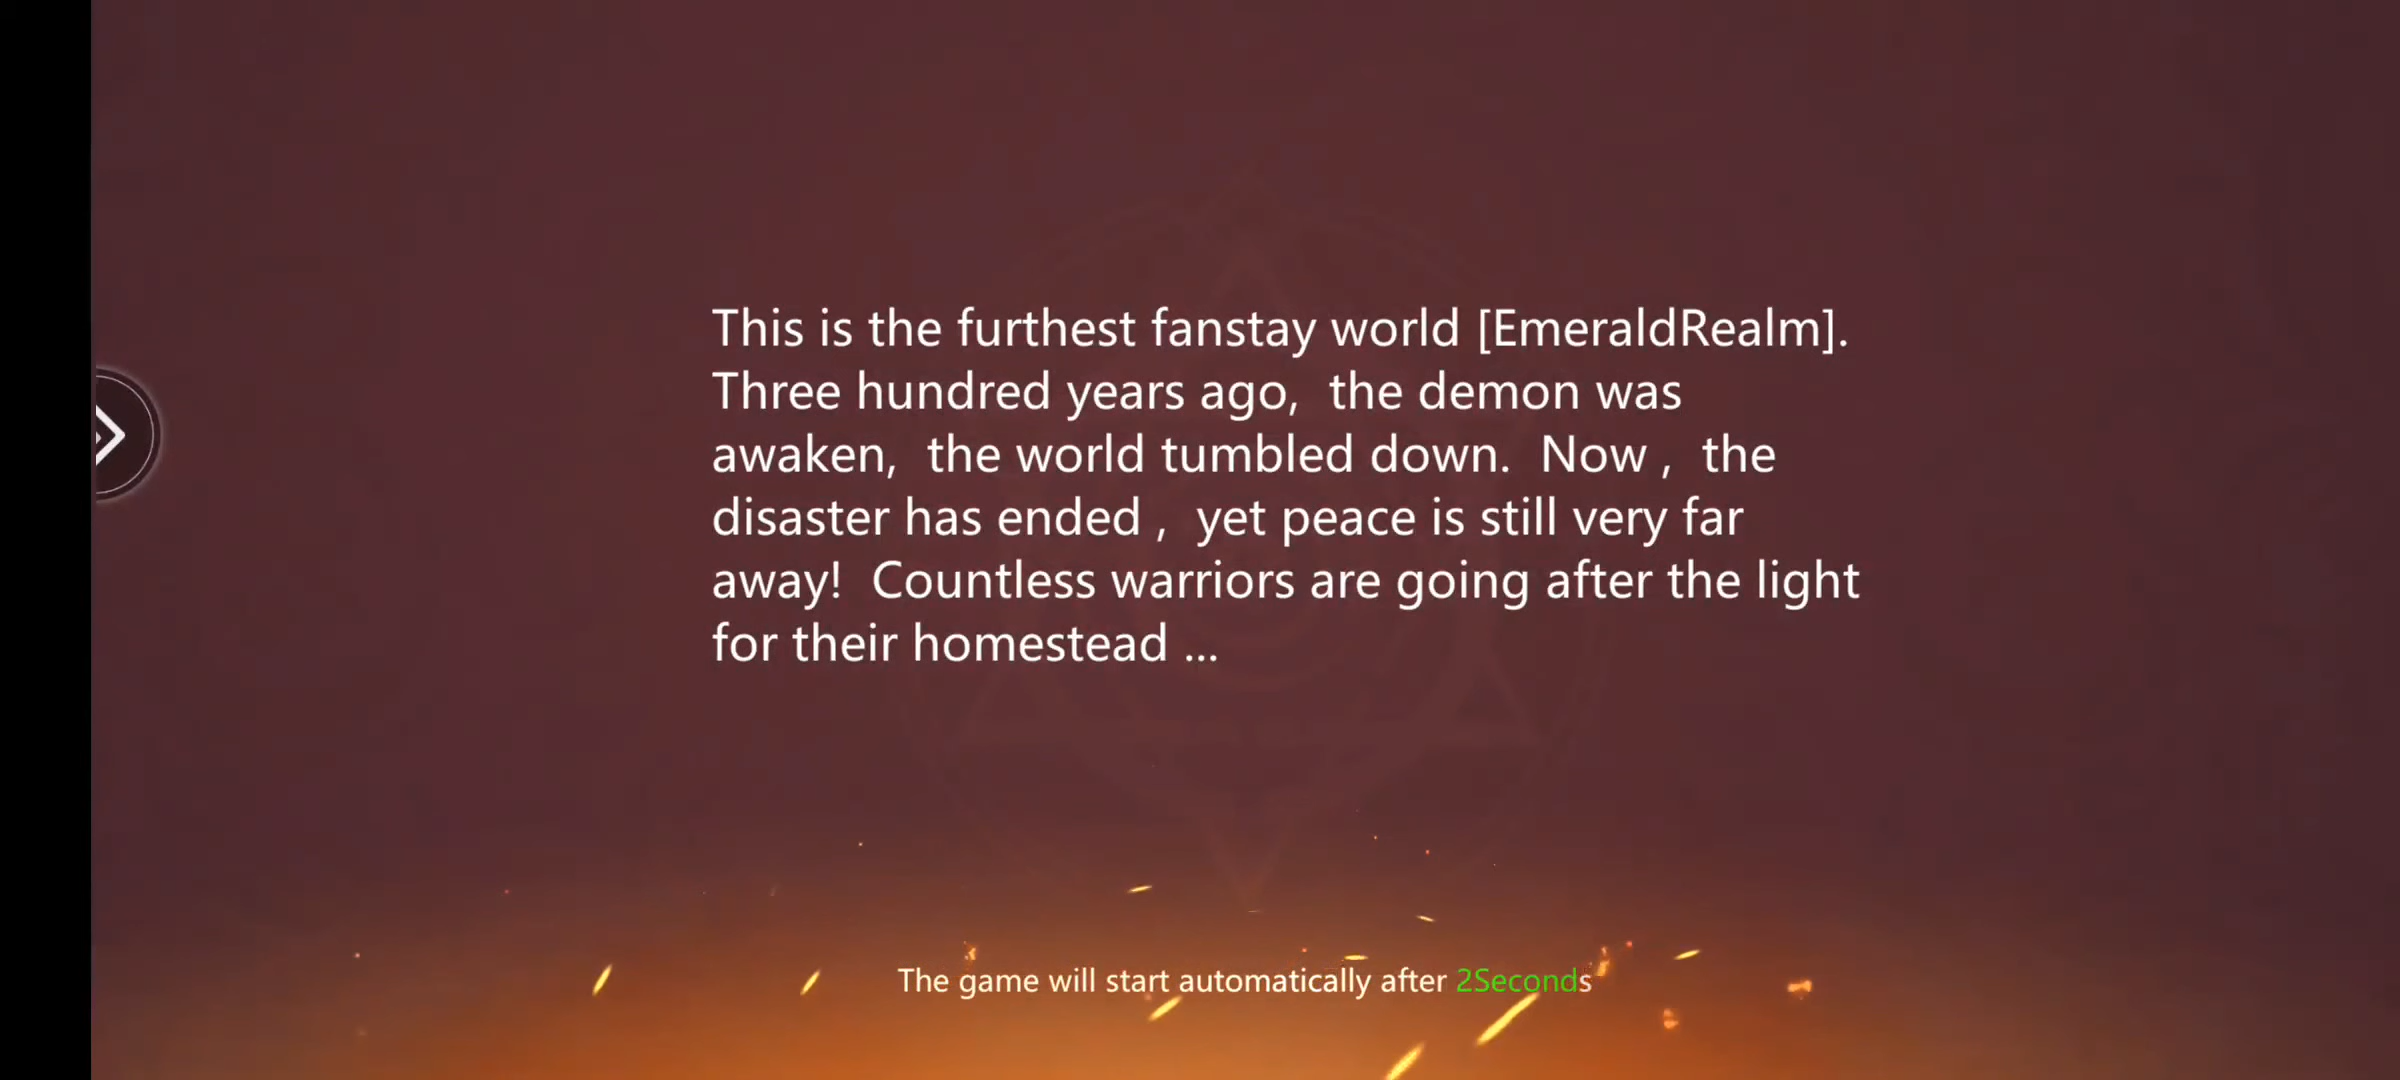 This is the furthest fanstay world [EmeraldRealm].
Three hundred years ago,  the demon was
awaken,  the world tumbled down.  Now ,  the
disaster has ended ,  yet peace is still very far
away!  Countless warriors are going after the light
for their homestead ...
The game will start automatically after 2Seconds